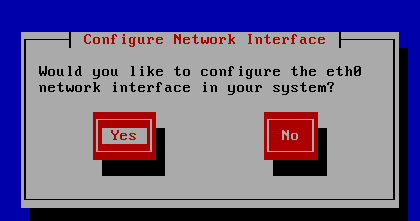 Configure Network Interface
Would you like to configure the eth0
network interface in your system?
Yes No